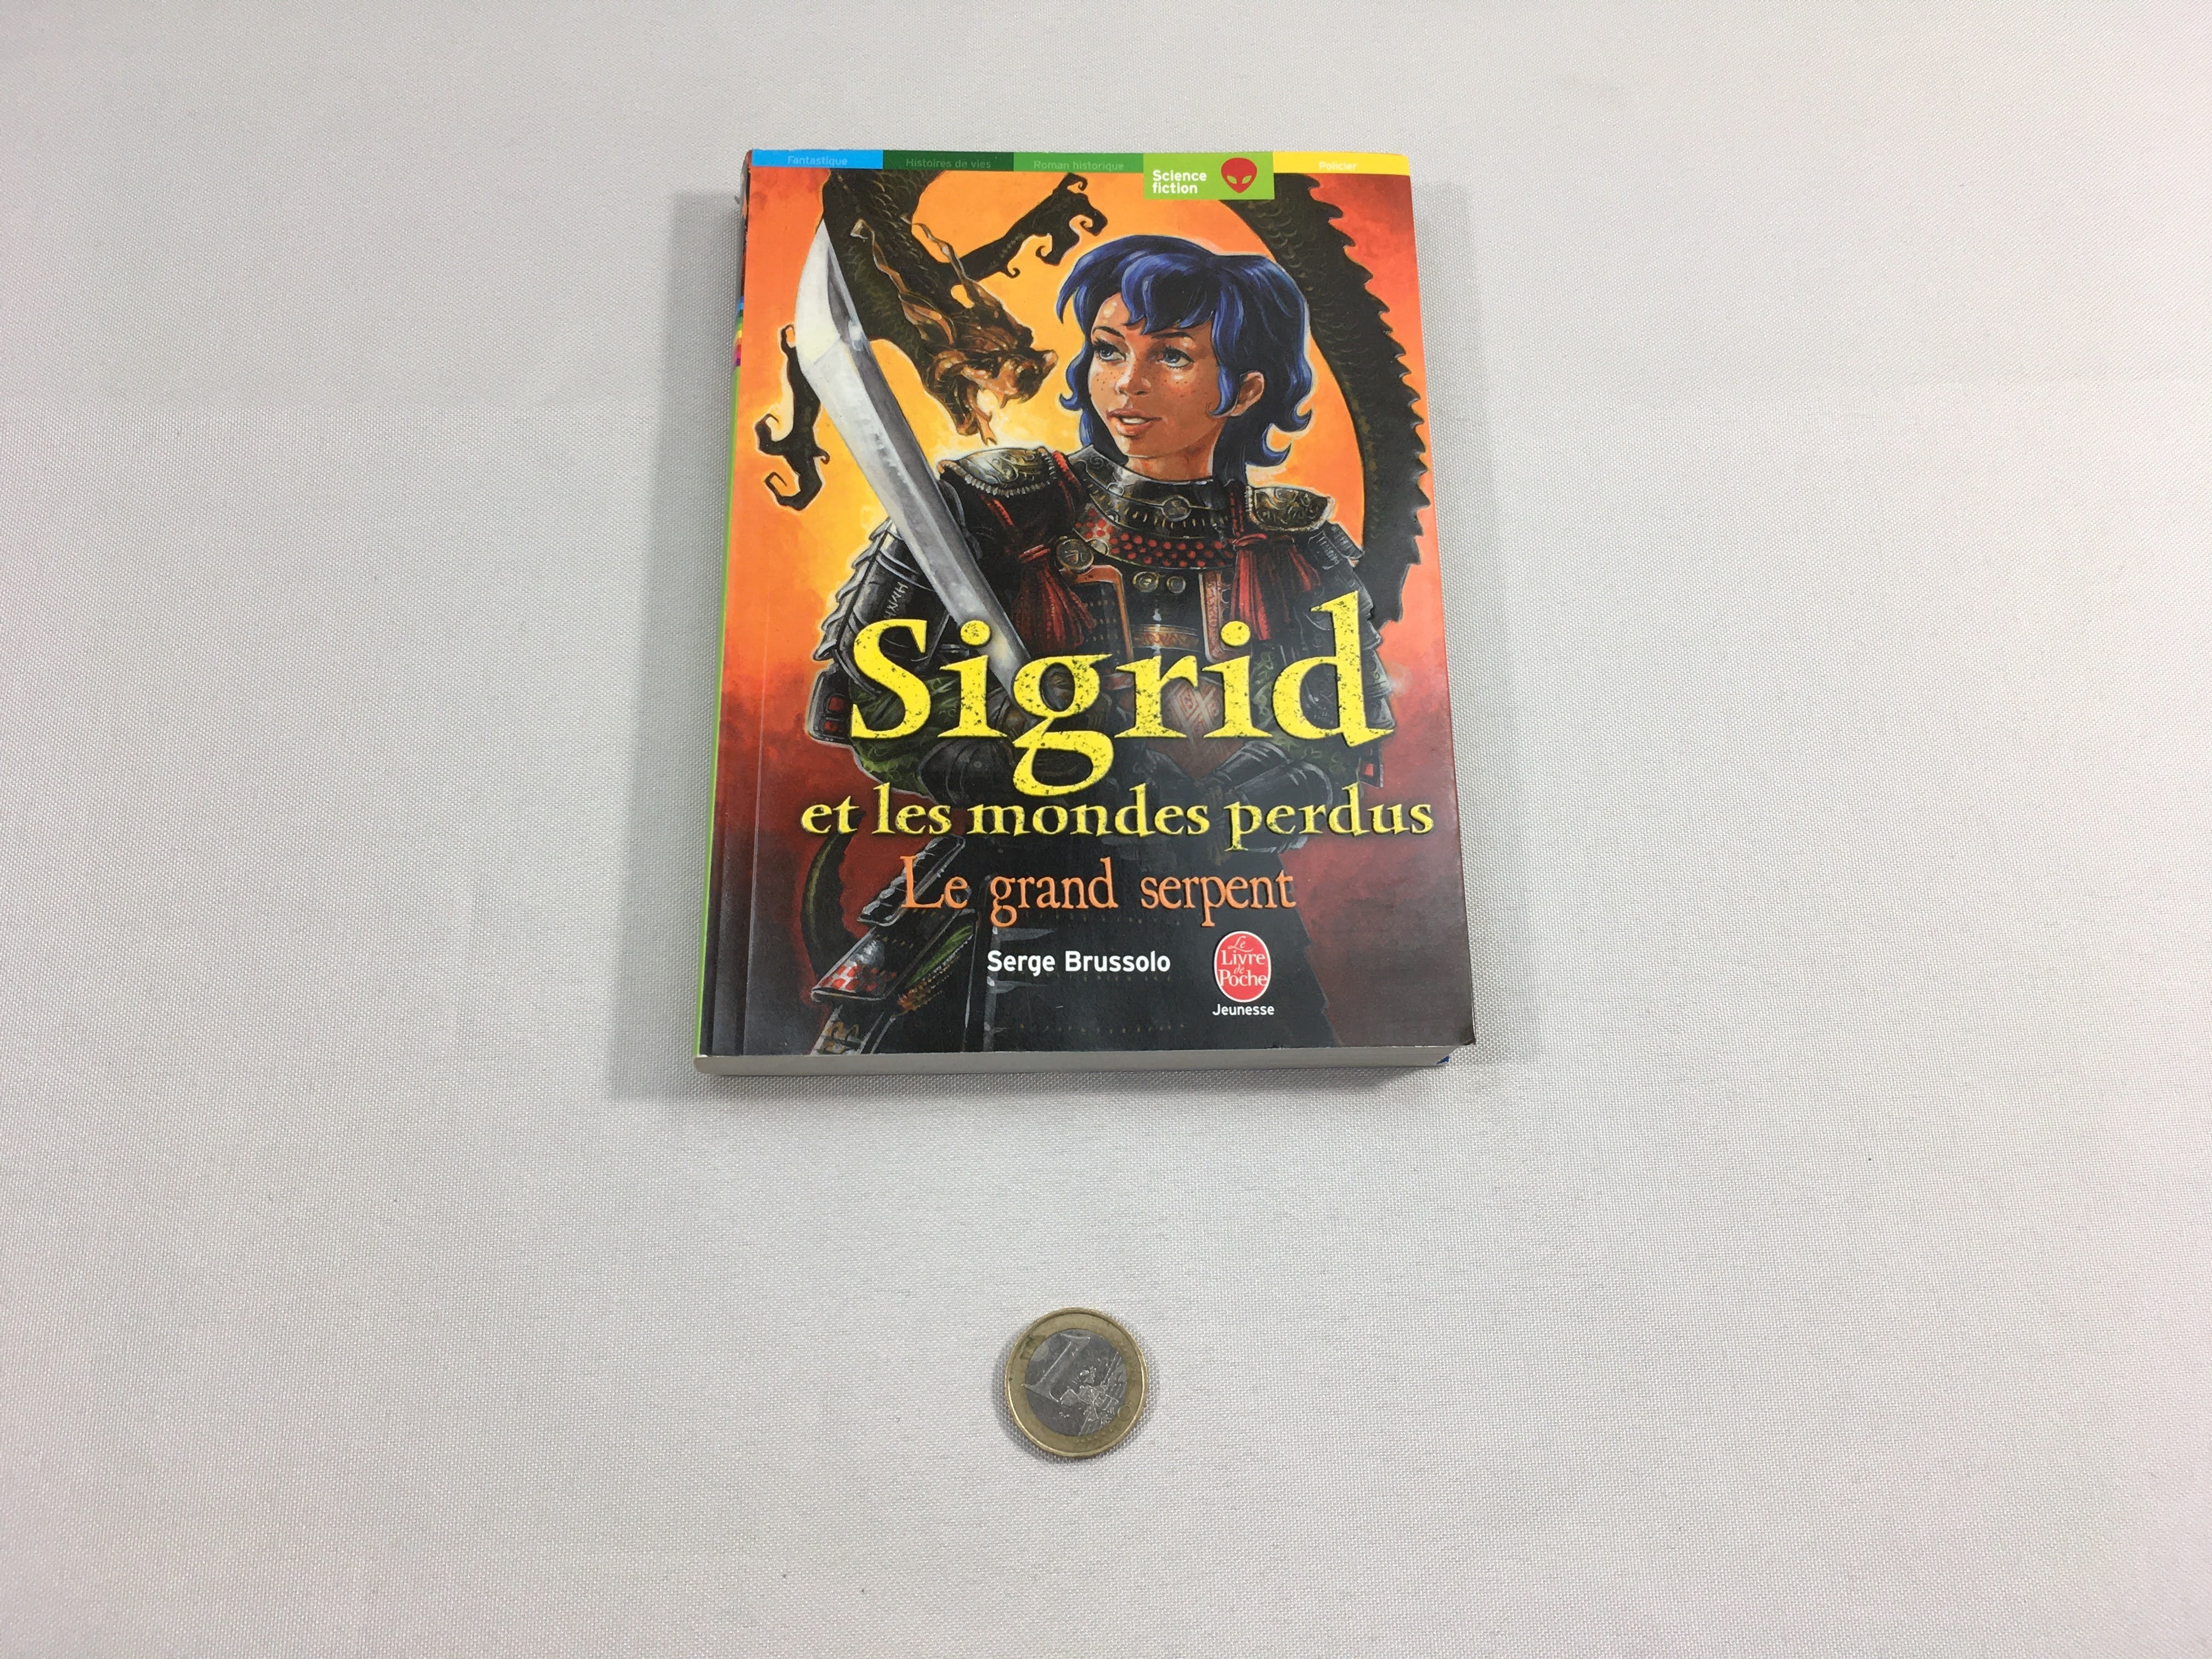 Fantastique
Histoires de vies
Roman historique
Science
fiction
Policier
Sigrid
et les mondes perdus
Le grand serpent
Serge Brussolo
Le
Livre
de
Poche
Jeunesse
1